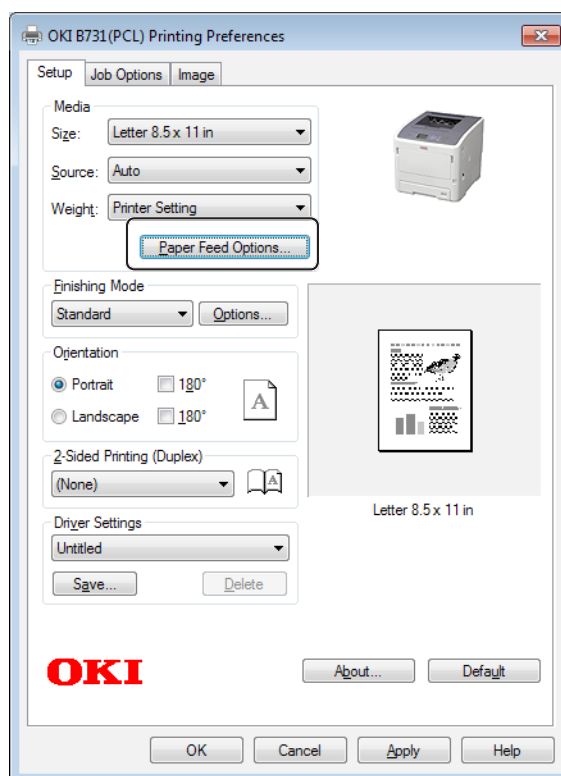 OKI B731(PCL) Printing Preferences
Setup Job Options Image
Media
Size: Letter 8.5 x 11 in
Source: Auto
Weight: Printer Setting
Paper Feed Options...
Finishing Mode
Standard Options...
Orientation
Portrait 180°
A
Landscape 180°
2-Sided Printing (Duplex)
(None) A
Letter 8.5 x 11 in
Driver Settings
Untitled
Save... Delete
OKI About... Default
OK Cancel Apply Help